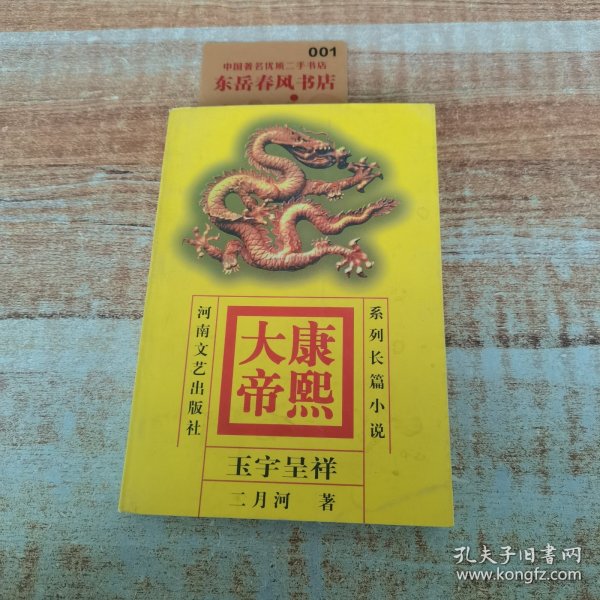 001
中国著名优质二手书店
东岳春风书店
系列长篇小说
康熙
大帝
河南文艺出版社
玉宇呈祥
二月河 著
孔夫子旧书网
www.kongfz.com